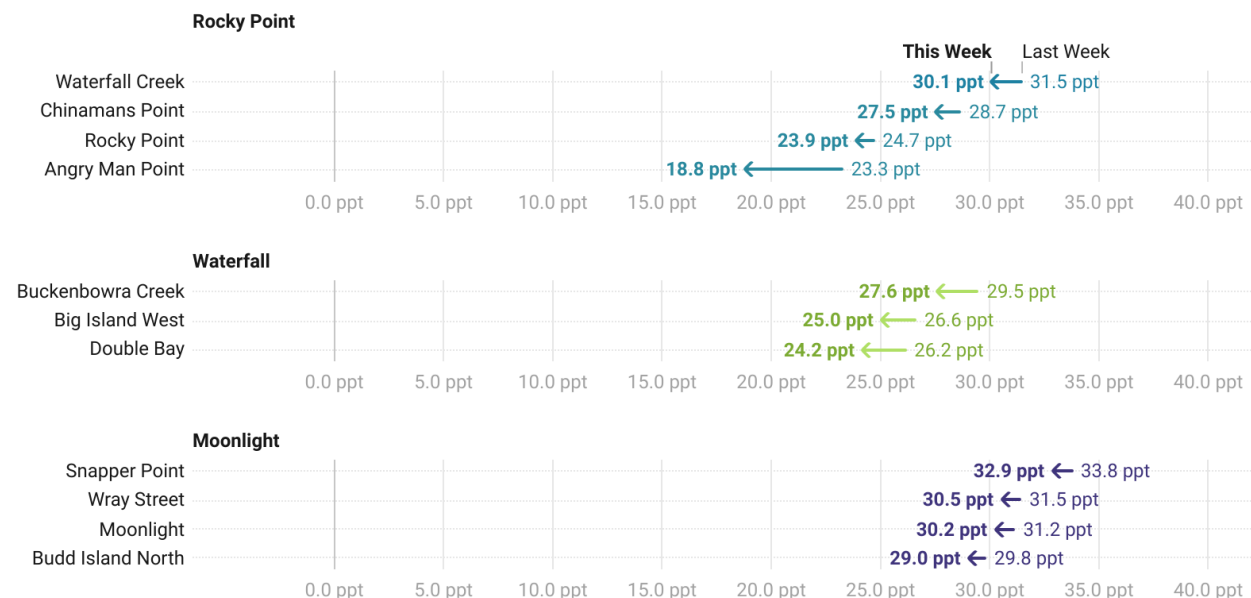 Rocky Point
This Week Last Week
Waterfall Creek 30.1 ppt 31.5 ppt
Chinamans Point 27.5 ppt 28.7 ppt
Rocky Point 23.9 ppt 24.7 ppt
Angry Man Point 18.8 ppt 23.3 ppt
0.0 ppt 5.0 ppt 10.0 ppt 15.0 ppt 20.0 ppt 25.0 ppt 30.0 ppt 35.0 ppt 40.0 ppt
Waterfall
Buckenbowra Creek 27.6 ppt 29.5 ppt
Big Island West 25.0 ppt 26.6 ppt
Double Bay 24.2 ppt 26.2 ppt
0.0 ppt 5.0 ppt 10.0 ppt 15.0 ppt 20.0 ppt 25.0 ppt 30.0 ppt 35.0 ppt 40.0 ppt
Moonlight
Snapper Point 32.9 ppt 33.8 ppt
Wray Street 30.5 ppt 31.5 ppt
Moonlight 30.2 ppt 31.2 ppt
Budd Island North 29.0 ppt 29.8 ppt
0.0 ppt 5.0 ppt 10.0 ppt 15.0 ppt 20.0 ppt 25.0 ppt 30.0 ppt 35.0 ppt 40.0 ppt